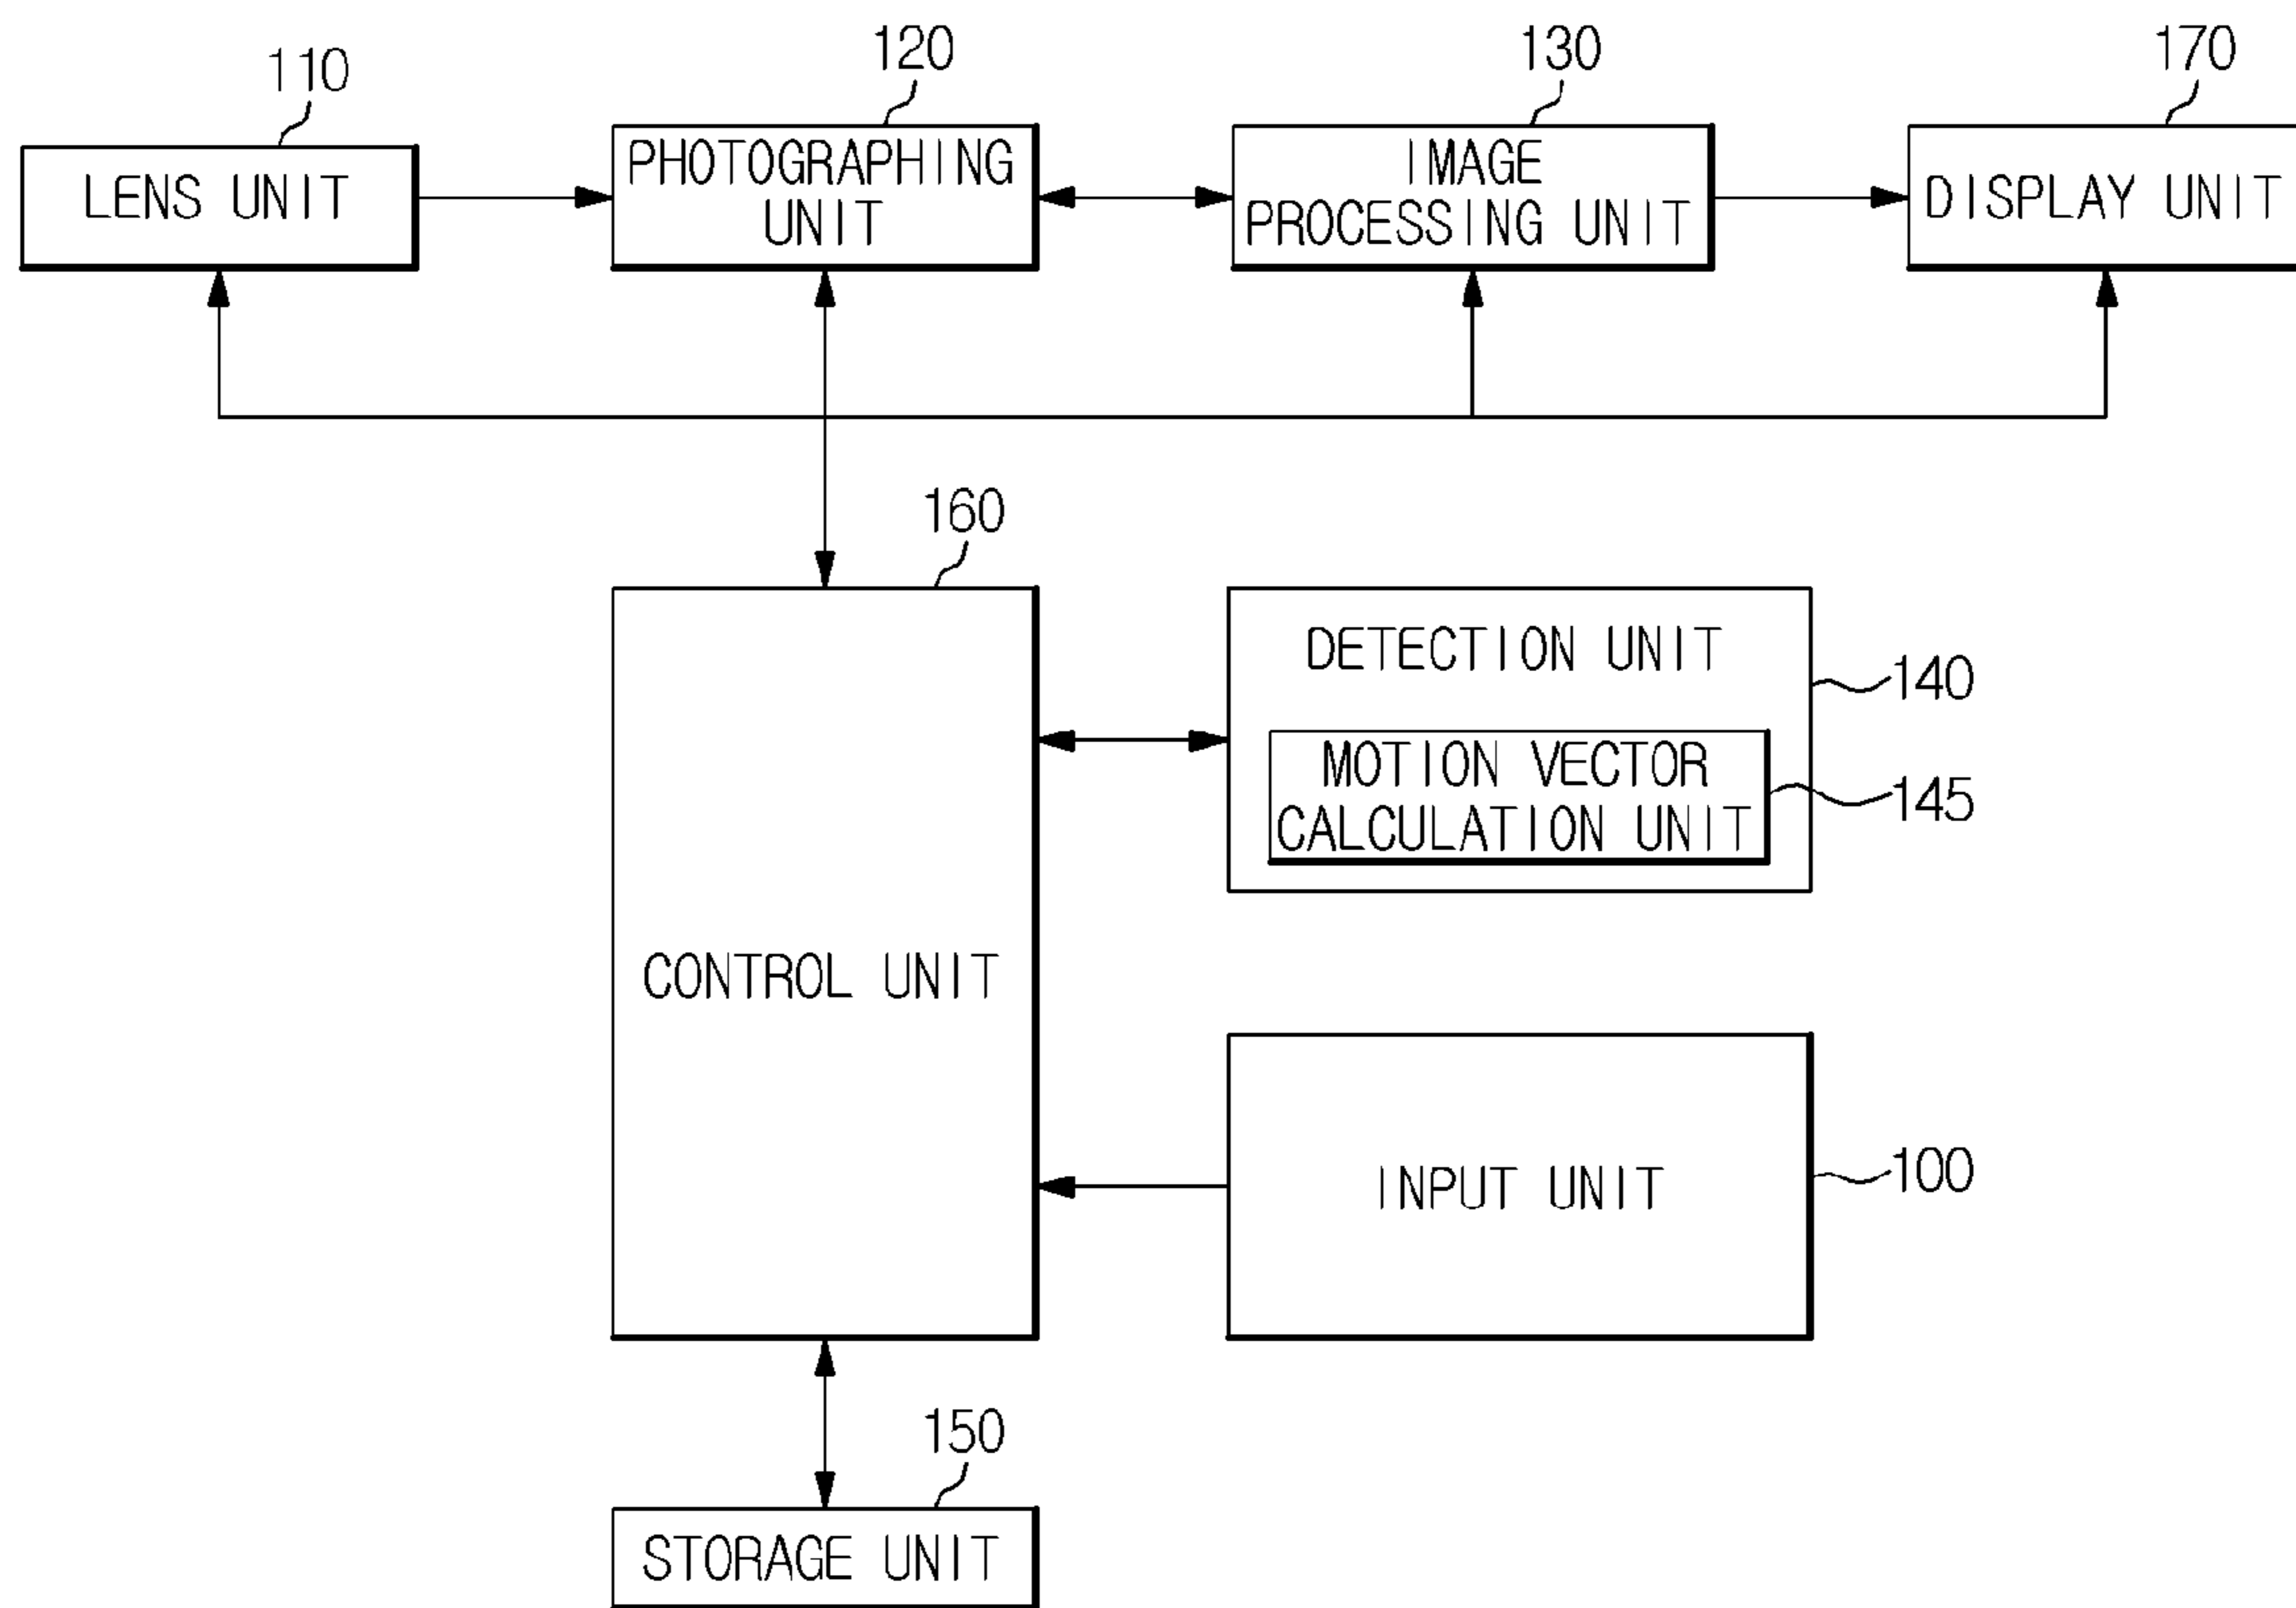 110
120
130
170
LENS UNIT
PHOTOGRAPHING
UNIT
IMAGE
PROCESSING UNIT
DISPLAY UNIT
160
CONTROL UNIT
DETECTION UNIT
140
MOTION VECTOR
CALCULATION UNIT
145
INPUT UNIT
100
150
STORAGE UNIT